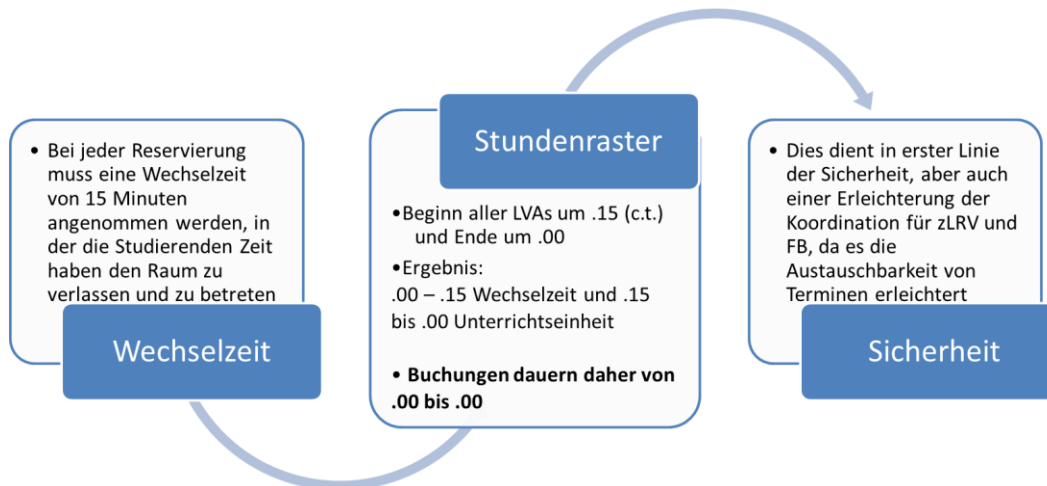 • Bei jeder Reservierung
muss eine Wechselzeit
von 15 Minuten
angenommen werden, in
der die Studierenden Zeit
haben den Raum zu
verlassen und zu betreten
Wechselzeit
Stundenraster
•Beginn aller LVAs um .15 (c.t.)
und Ende um .00
•Ergebnis:
.00 – .15 Wechselzeit und .15
bis .00 Unterrichtseinheit
• Buchungen dauern daher von
.00 bis .00
• Dies dient in erster Linie
der Sicherheit, aber auch
einer Erleichterung der
Koordination für zLRV und
FB, da es die
Austauschbarkeit von
Terminen erleichtert
Sicherheit